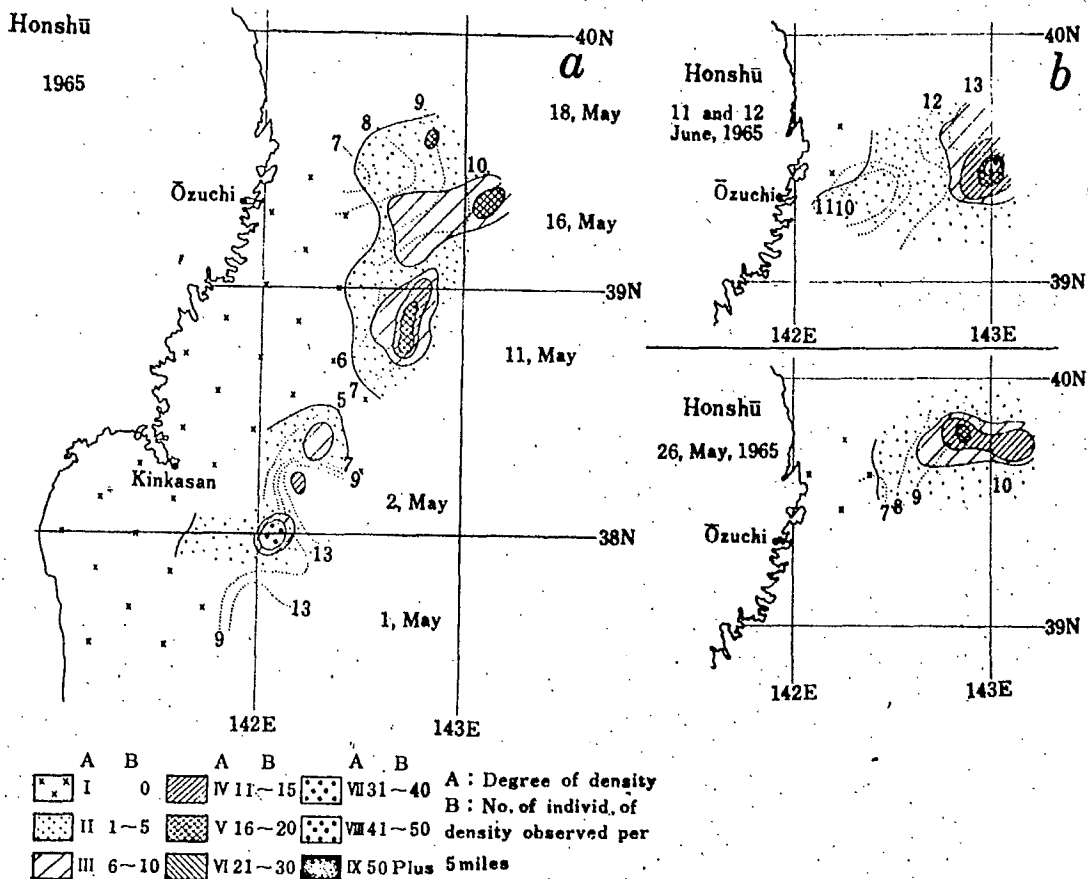 Honshū
1965
a
40N
18, May
9
8
7
10
Ōzuchi
16, May
39N
11, May
6
7
5
7
9
Kinkasan
2, May
38N
13
13
9
1, May
142E
143E
b
40N
Honshū
11 and 12
June, 1965
13
12
Ōzuchi
11 10
39N
142E
143E
40N
Honshū
26, May, 1965
7
8
9
10
Ōzuchi
39N
142E
143E
A B A B A B
I 0 IV 11~15 VII 31~40
II 1~5 V 16~20 VIII 41~50
III 6~10 VI 21~30 IX 50 Plus
A : Degree of density
B : No. of individ. of
density observed per
5miles